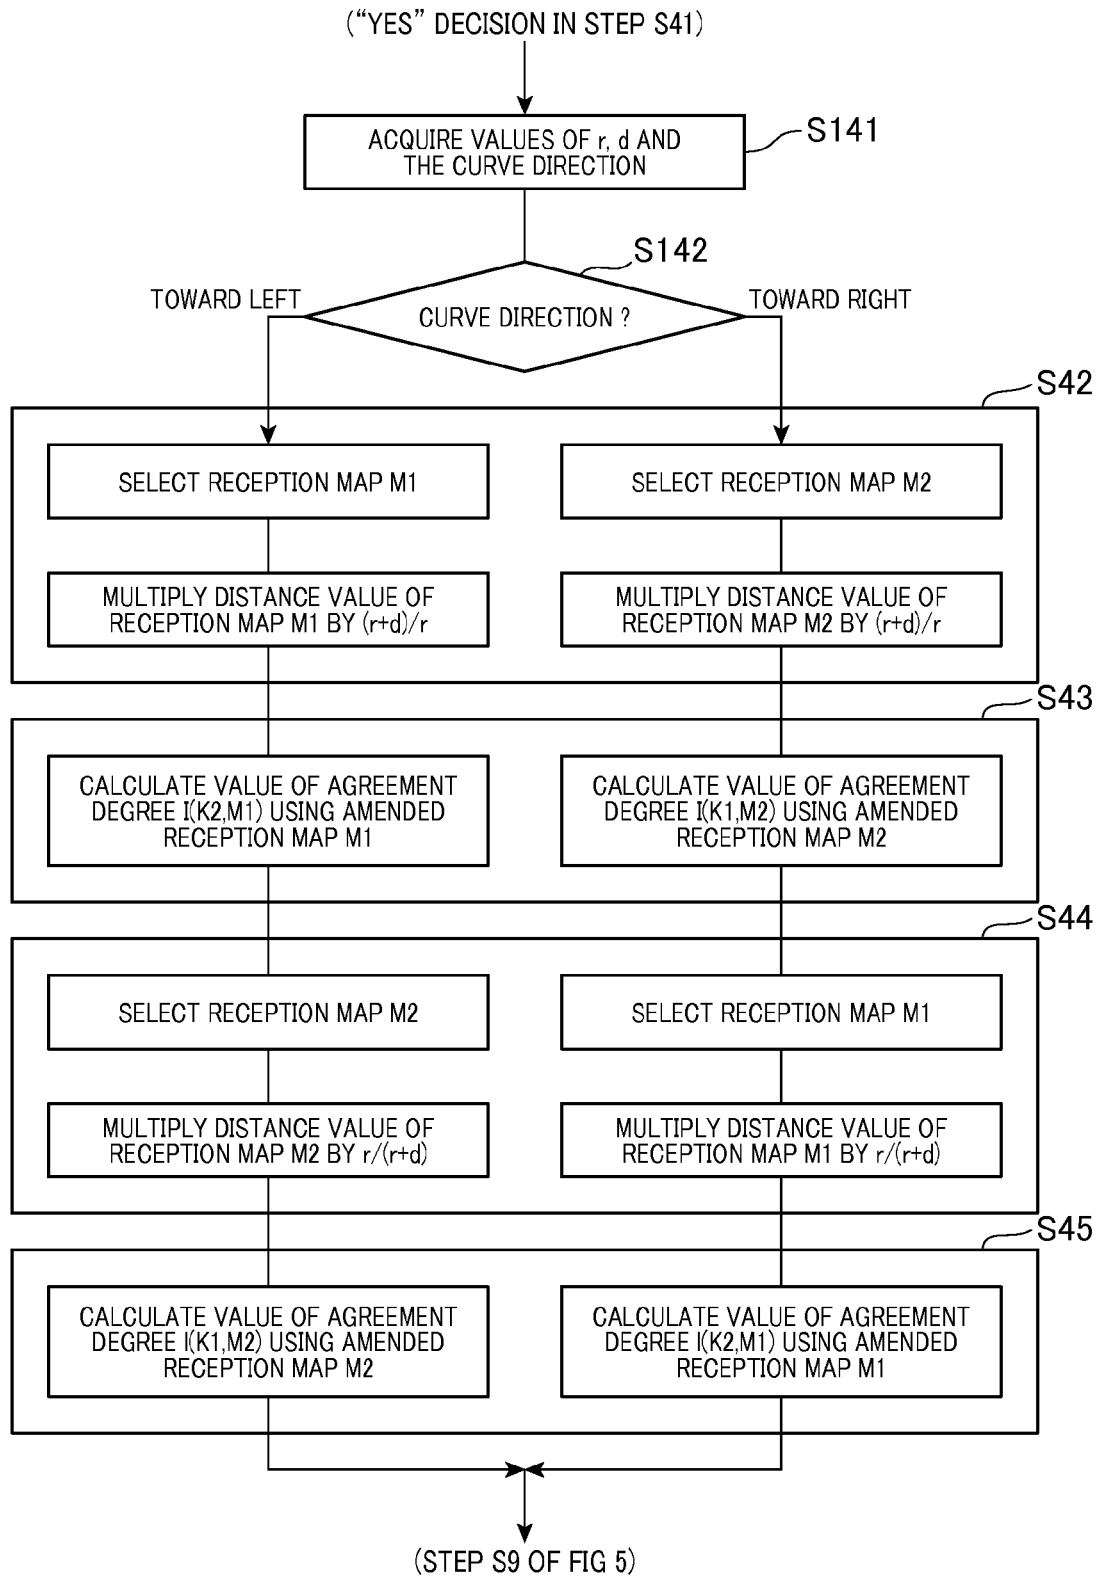 ("YES" DECISION IN STEP S41)
ACQUIRE VALUES OF r, d AND
THE CURVE DIRECTION
S141
S142
TOWARD LEFT
CURVE DIRECTION ?
TOWARD RIGHT
S42
SELECT RECEPTION MAP M1
SELECT RECEPTION MAP M2
MULTIPLY DISTANCE VALUE OF
RECEPTION MAP M1 BY (r+d)/r
MULTIPLY DISTANCE VALUE OF
RECEPTION MAP M2 BY (r+d)/r
S43
CALCULATE VALUE OF AGREEMENT
DEGREE I(K2,M1) USING AMENDED
RECEPTION MAP M1
CALCULATE VALUE OF AGREEMENT
DEGREE I(K1,M2) USING AMENDED
RECEPTION MAP M2
S44
SELECT RECEPTION MAP M2
SELECT RECEPTION MAP M1
MULTIPLY DISTANCE VALUE OF
RECEPTION MAP M2 BY r/(r+d)
MULTIPLY DISTANCE VALUE OF
RECEPTION MAP M1 BY r/(r+d)
S45
CALCULATE VALUE OF AGREEMENT
DEGREE I(K1,M2) USING AMENDED
RECEPTION MAP M2
CALCULATE VALUE OF AGREEMENT
DEGREE I(K2,M1) USING AMENDED
RECEPTION MAP M1
(STEP S9 OF FIG 5)